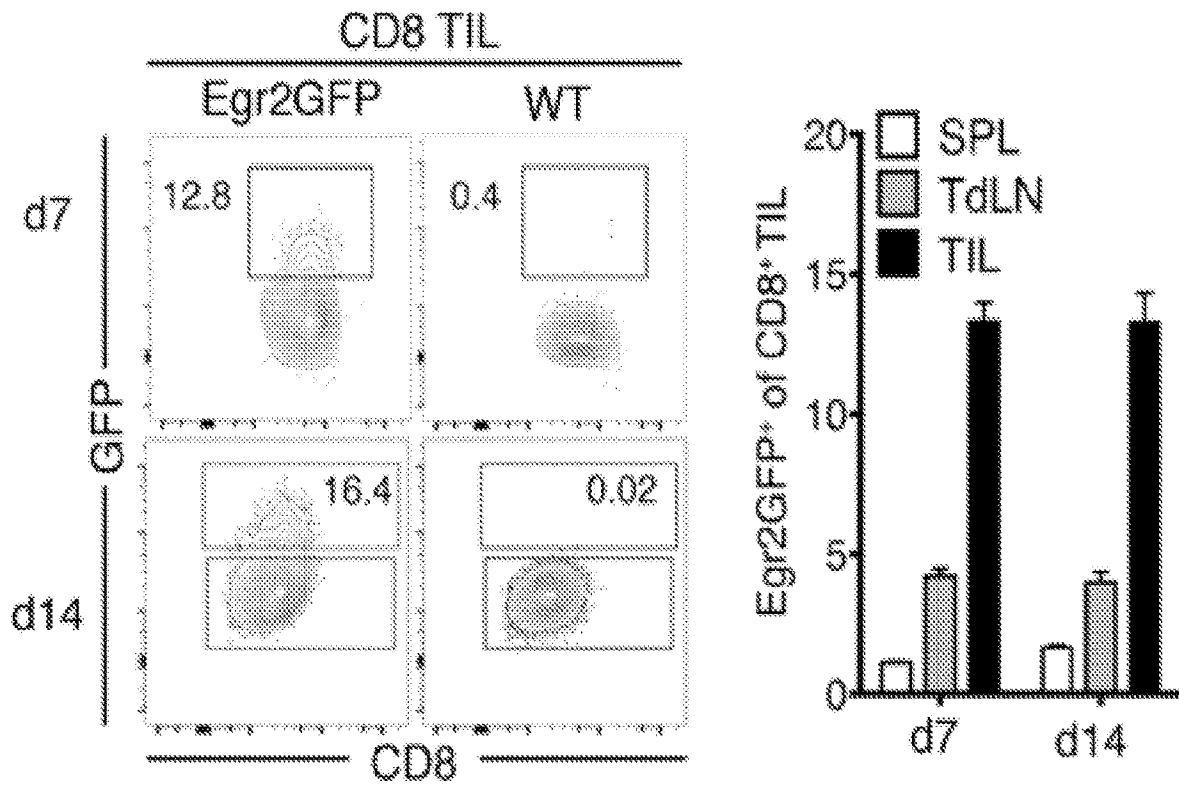 CD8 TIL
Egr2GFP WT
d7
12.8
0.4
GFP
d14
16.4
0.02
CD8
Egr2GFP⁺ of CD8⁺ TIL
20
15
10
5
0
SPL
TdLN
TIL
d7 d14